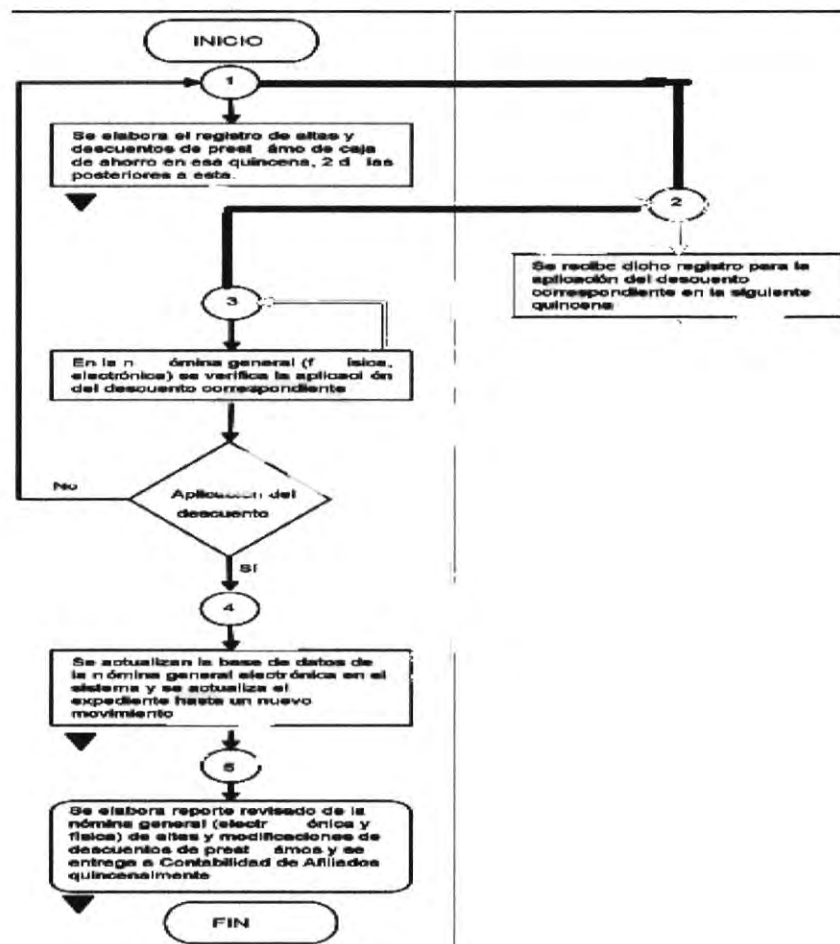 INICIO
1
Se elabora el registro de altas y
descuentos de prest ámo de caja
de ahorro en esa quincena, 2 d ías
posteriores a esta.
2
Se recibe dicho registro para la
aplicación del descuento
correspondiente en la siguiente
quincena
3
En la n ómina general (f ísica,
electrónica) se verifica la aplicaci ón
del descuento correspondiente
No
Aplicación del
descuento
Sí
4
Se actualizan la base de datos de
la n ómina general electrónica en el
sistema y se actualiza el
expediente hasta un nuevo
movimiento
5
Se elabora reporte revisado de la
nómina general (electr ónica y
física) de altas y modificaciones de
descuentos de prest ámos y se
entrega a Contabilidad de Afiliados
quincenalmente
FIN